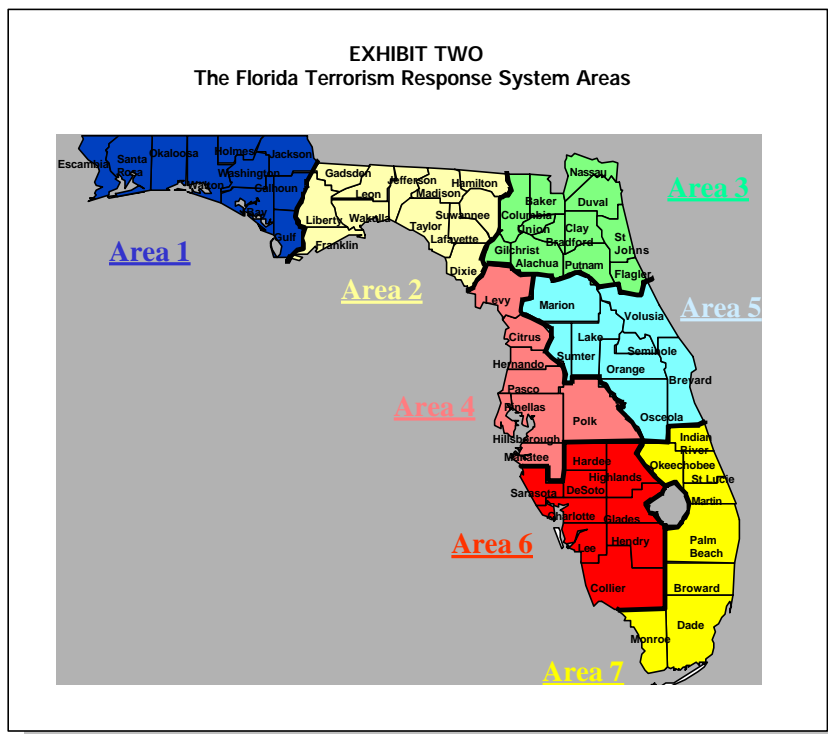 EXHIBIT TWO
The Florida Terrorism Response System Areas
Escambia
Santa
Rosa
Okaloosa
Walton
Holmes
Washington
Bay
Jackson
Calhoun
Gulf
Area 1
Gadsden
Leon
Liberty
Wakulla
Franklin
Jefferson
Madison
Hamilton
Suwannee
Taylor
Lafayette
Dixie
Area 2
Nassau
Baker
Duval
Columbia
Union
Clay
Bradford
St
Johns
Gilchrist
Alachua
Putnam
Flagler
Area 3
Levy
Citrus
Hernando
Pasco
Pinellas
Hillsborough
Polk
Manatee
Area 4
Marion
Volusia
Lake
Sumter
Seminole
Orange
Brevard
Osceola
Area 5
Hardee
Highlands
Sarasota
DeSoto
Charlotte
Glades
Lee
Hendry
Collier
Area 6
Indian
River
Okeechobee
St Lucie
Martin
Palm
Beach
Broward
Dade
Monroe
Area 7